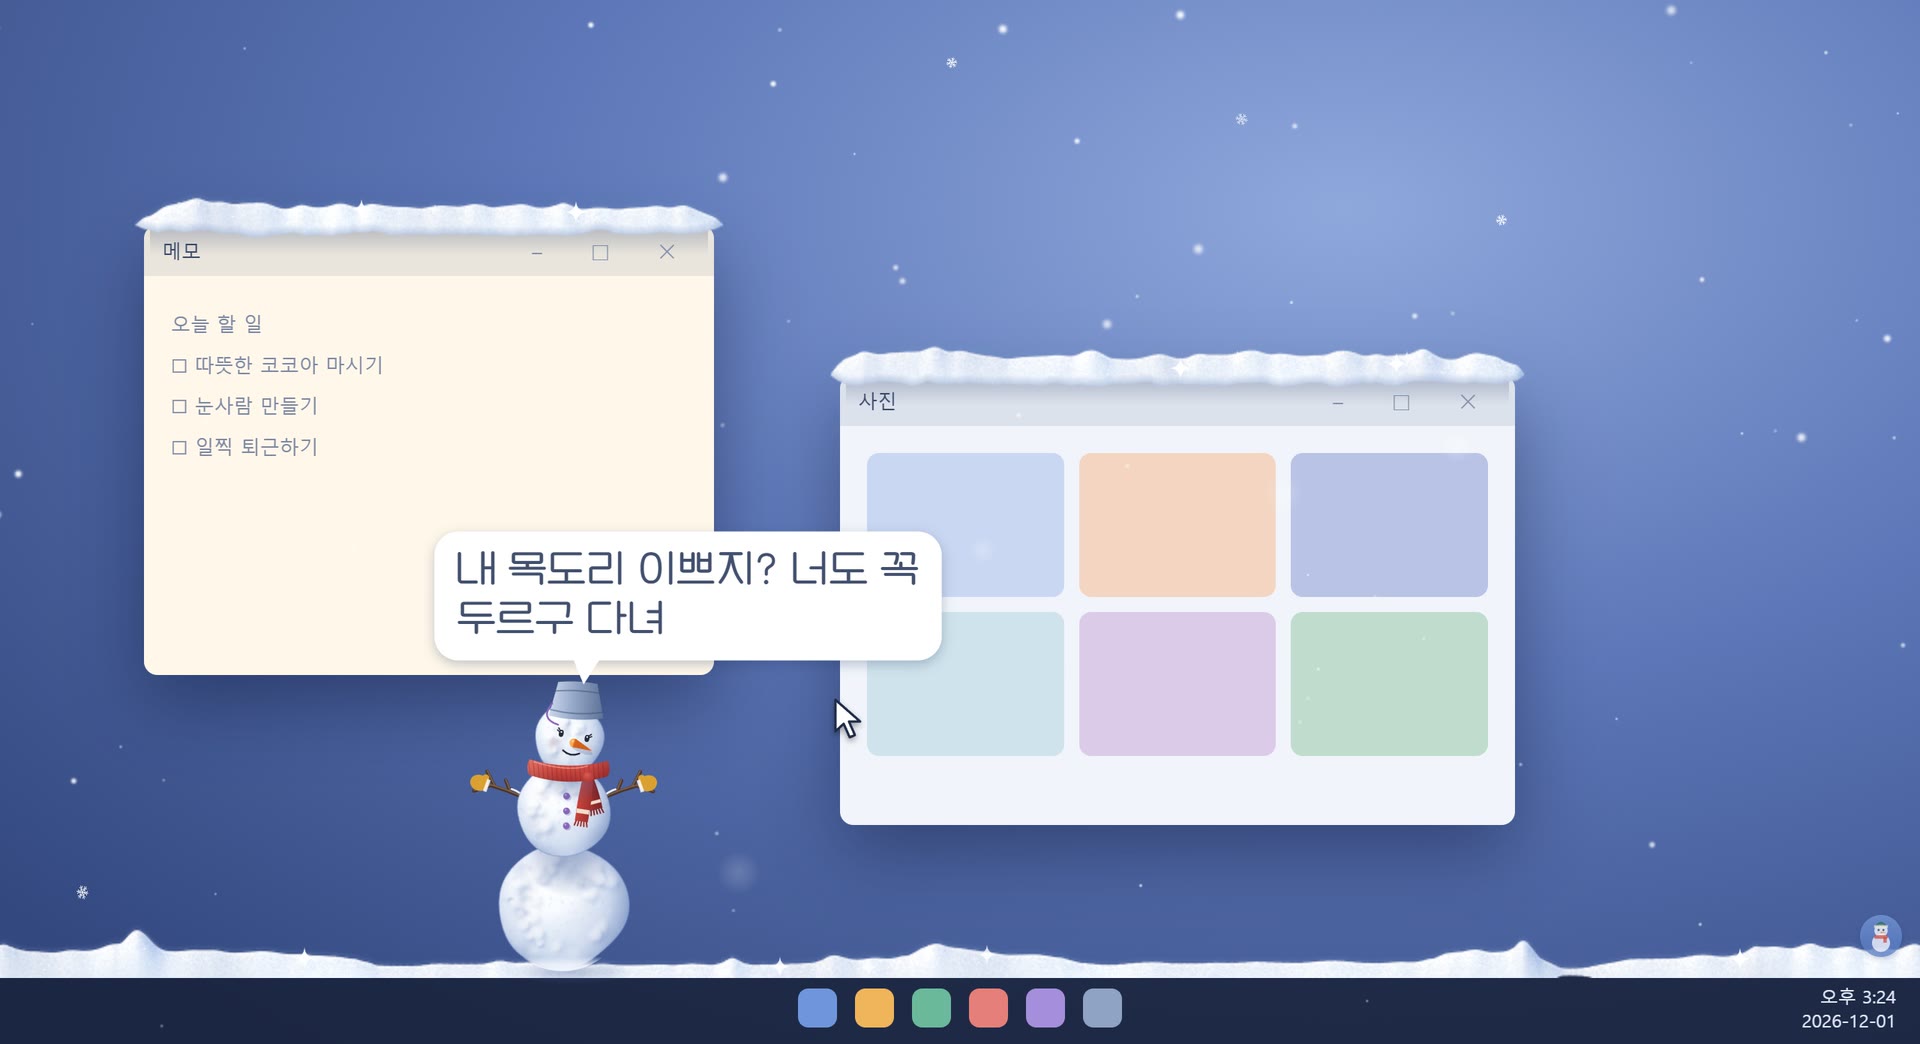 메모
오늘 할 일
따뜻한 코코아 마시기
눈사람 만들기
일찍 퇴근하기
사진
내 목도리 이쁘지? 너도 꼭
두르구 다녀
오후 3:24
2026-12-01